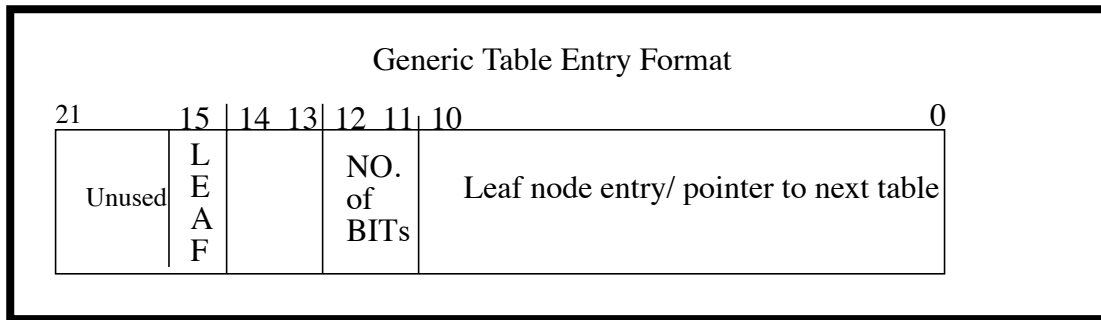 Generic Table Entry Format
21 15 14 13 12 11 10 0
Unused
L
E
A
F
NO.
of
BITs
Leaf node entry/ pointer to next table